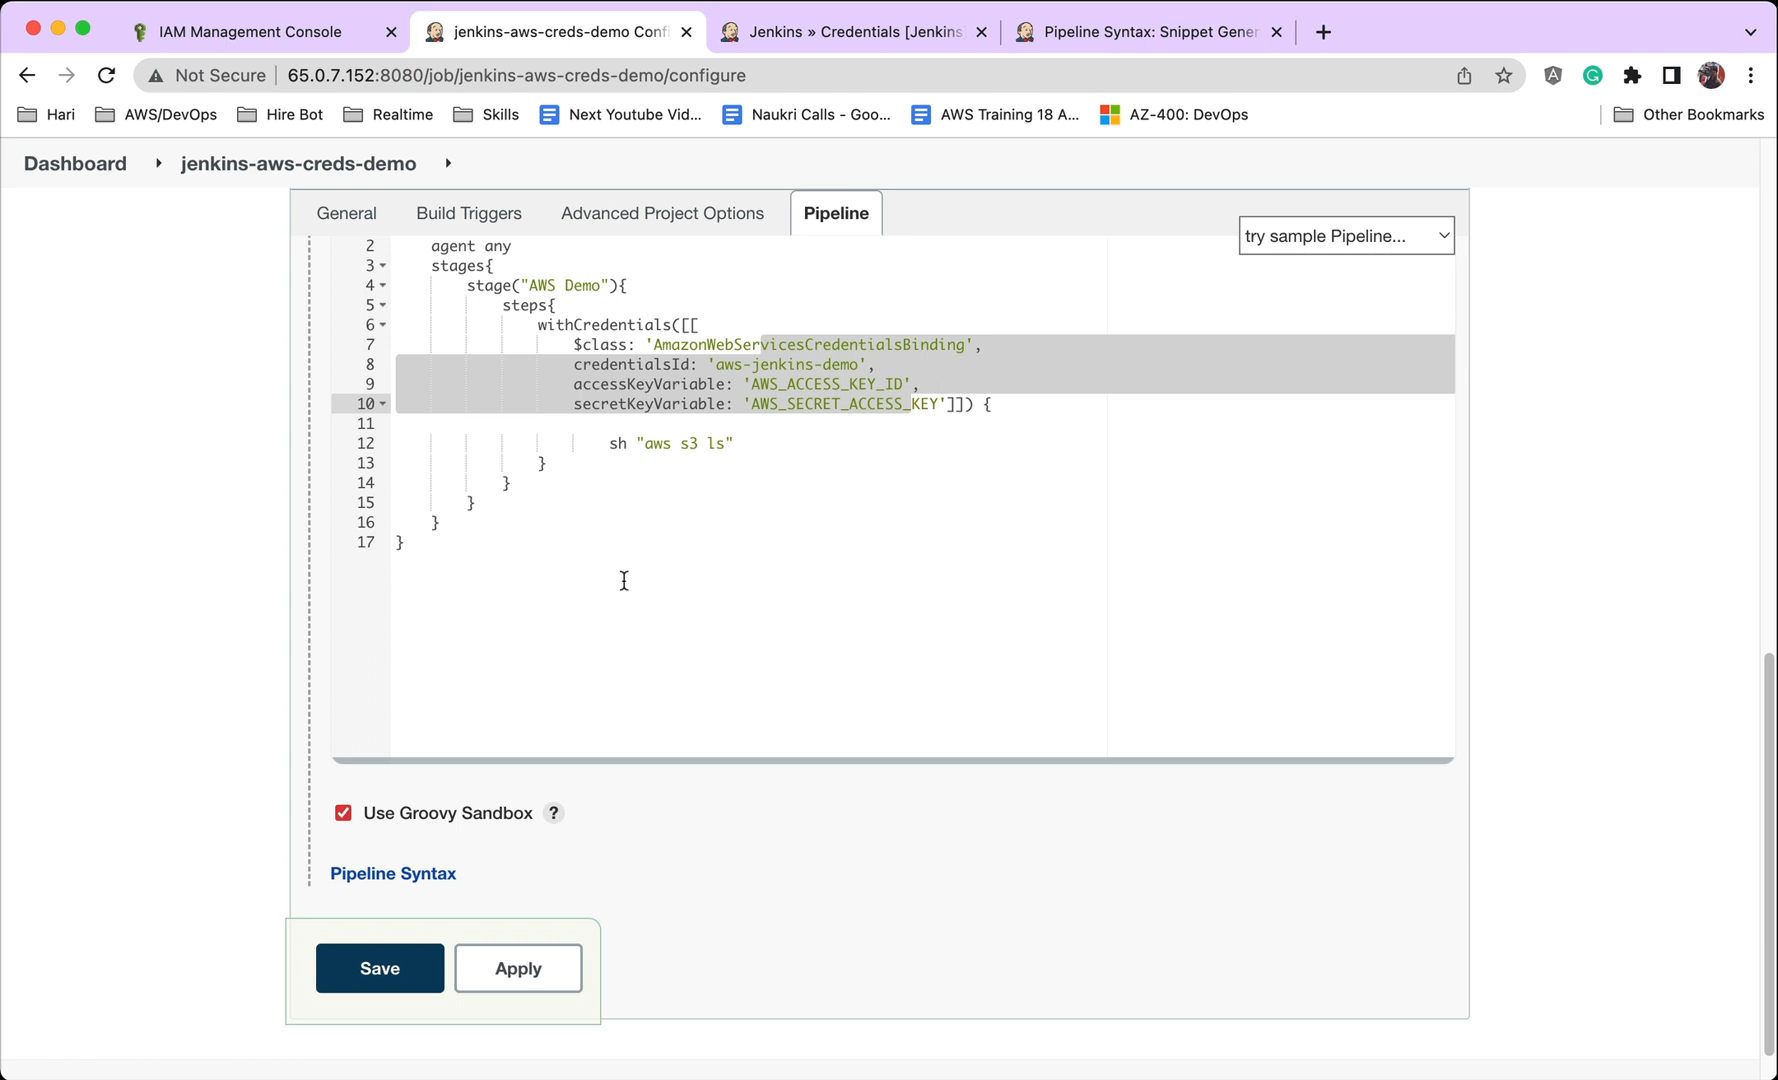 IAM Management Console
jenkins-aws-creds-demo Confi
Jenkins » Credentials [Jenkins
Pipeline Syntax: Snippet Gener
Not Secure
65.0.7.152:8080/job/jenkins-aws-creds-demo/configure
Hari
AWS/DevOps
Hire Bot
Realtime
Skills
Next Youtube Vid...
Naukri Calls - Goo...
AWS Training 18 A...
AZ-400: DevOps
Other Bookmarks
Dashboard
jenkins-aws-creds-demo
General
Build Triggers
Advanced Project Options
Pipeline
try sample Pipeline...
2 agent any
3 stages{
4 stage("AWS Demo"){
5 steps{
6 withCredentials([[
7 $class: 'AmazonWebServicesCredentialsBinding',
8 credentialsId: 'aws-jenkins-demo',
9 accessKeyVariable: 'AWS_ACCESS_KEY_ID',
10 secretKeyVariable: 'AWS_SECRET_ACCESS_KEY']]) {
11
12 sh "aws s3 ls"
13 }
14 }
15 }
16 }
17 }
Use Groovy Sandbox ?
Pipeline Syntax
Save
Apply